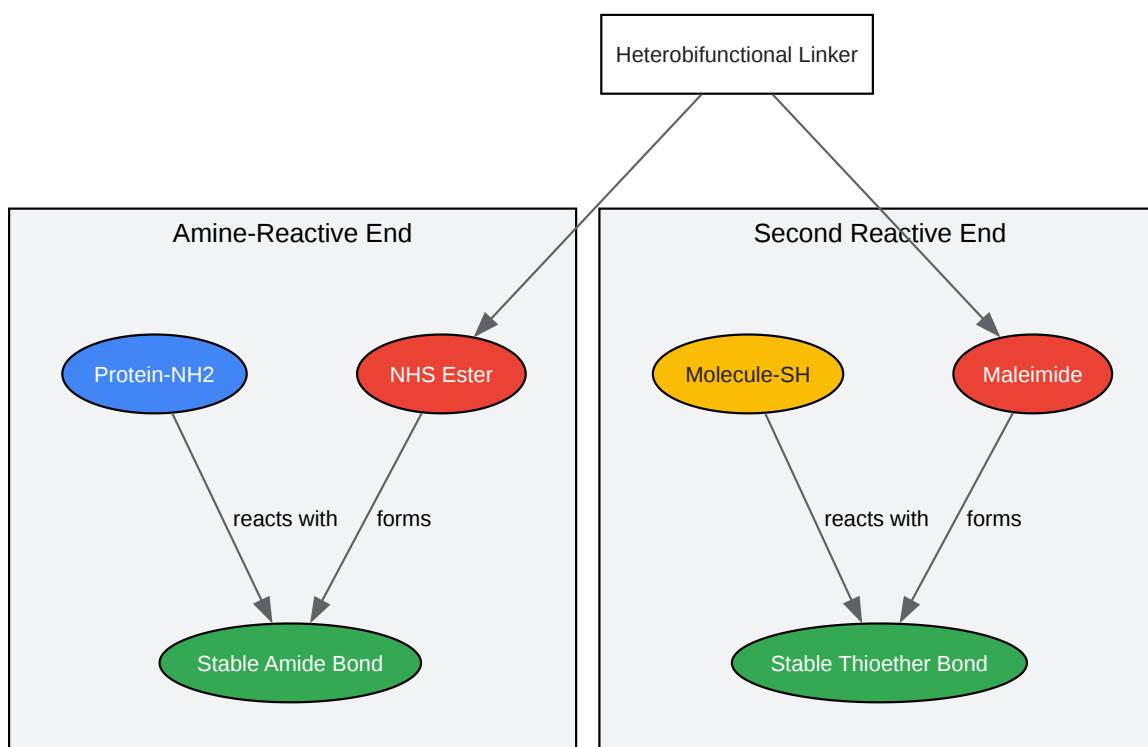 Heterobifunctional Linker
Amine-Reactive End
Second Reactive End
Protein-NH2
NHS Ester
Molecule-SH
Maleimide
reacts with
forms
reacts with
forms
Stable Amide Bond
Stable Thioether Bond